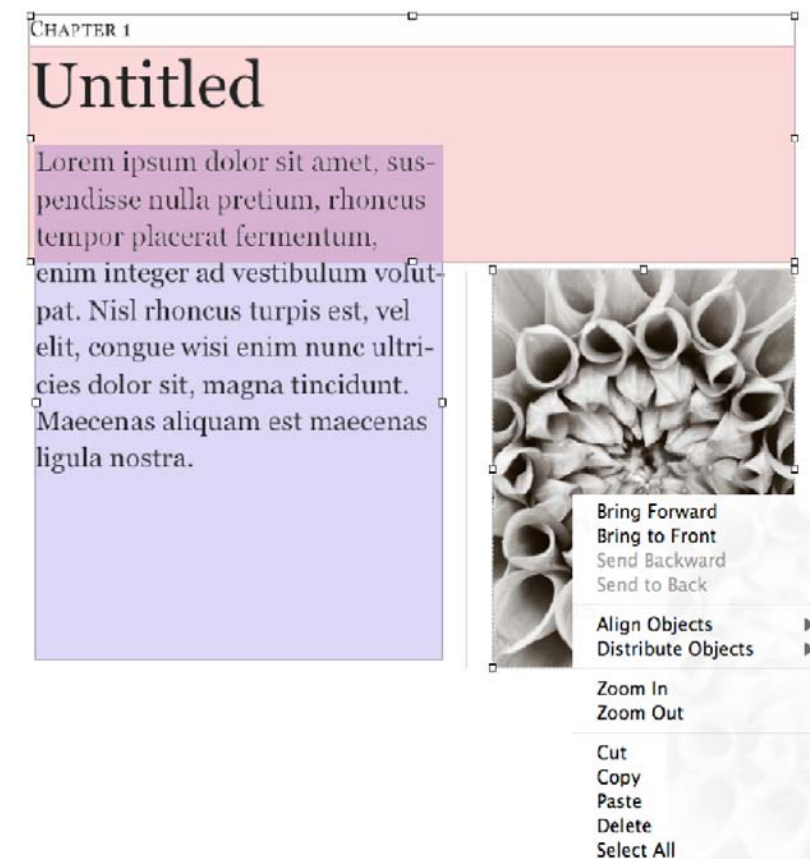 CHAPTER 1
Untitled
Lorem ipsum dolor sit amet, sus-
pendisse nulla pretium, rhoncus
tempor placerat fermentum,
enim integer ad vestibulum volut-
pat. Nisl rhoncus turpis est, vel
elit, congue wisi enim nunc ultri-
cies dolor sit, magna tincidunt.
Maecenas aliquam est maecenas
ligula nostra.
Bring Forward
Bring to Front
Send Backward
Send to Back
Align Objects
Distribute Objects
Zoom In
Zoom Out
Cut
Copy
Paste
Delete
Select All